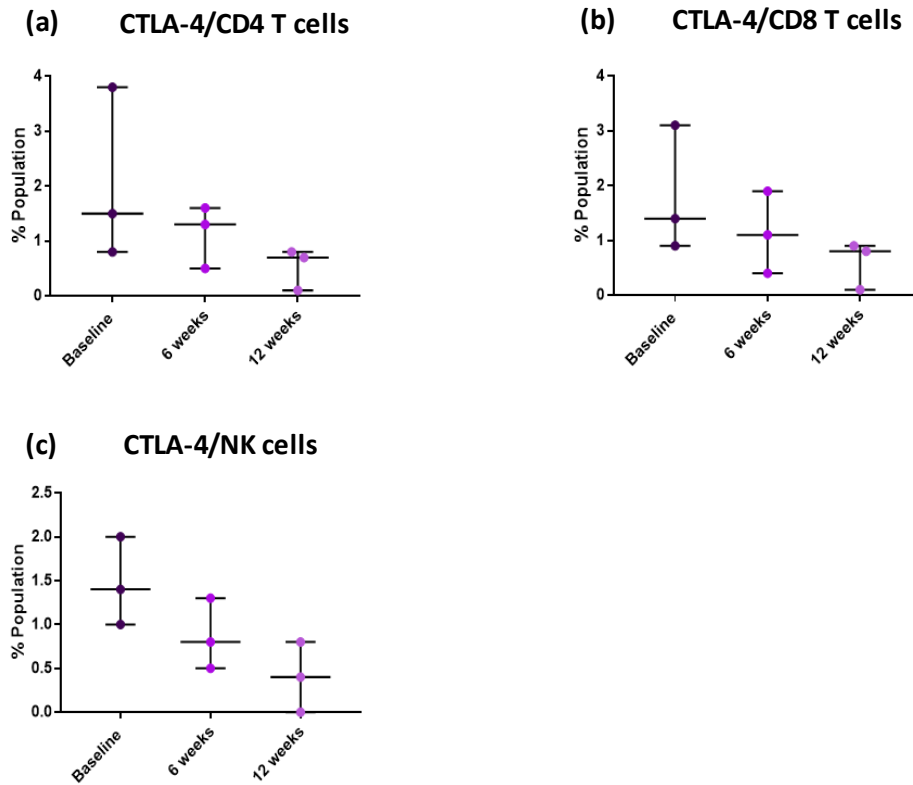 (a) CTLA-4/CD4 T cells
% Population
4
3
2
1
0
Baseline
6 weeks
12 weeks
(b) CTLA-4/CD8 T cells
% Population
4
3
2
1
0
Baseline
6 weeks
12 weeks
(c) CTLA-4/NK cells
% Population
2.5
2.0
1.5
1.0
0.5
0.0
Baseline
6 weeks
12 weeks